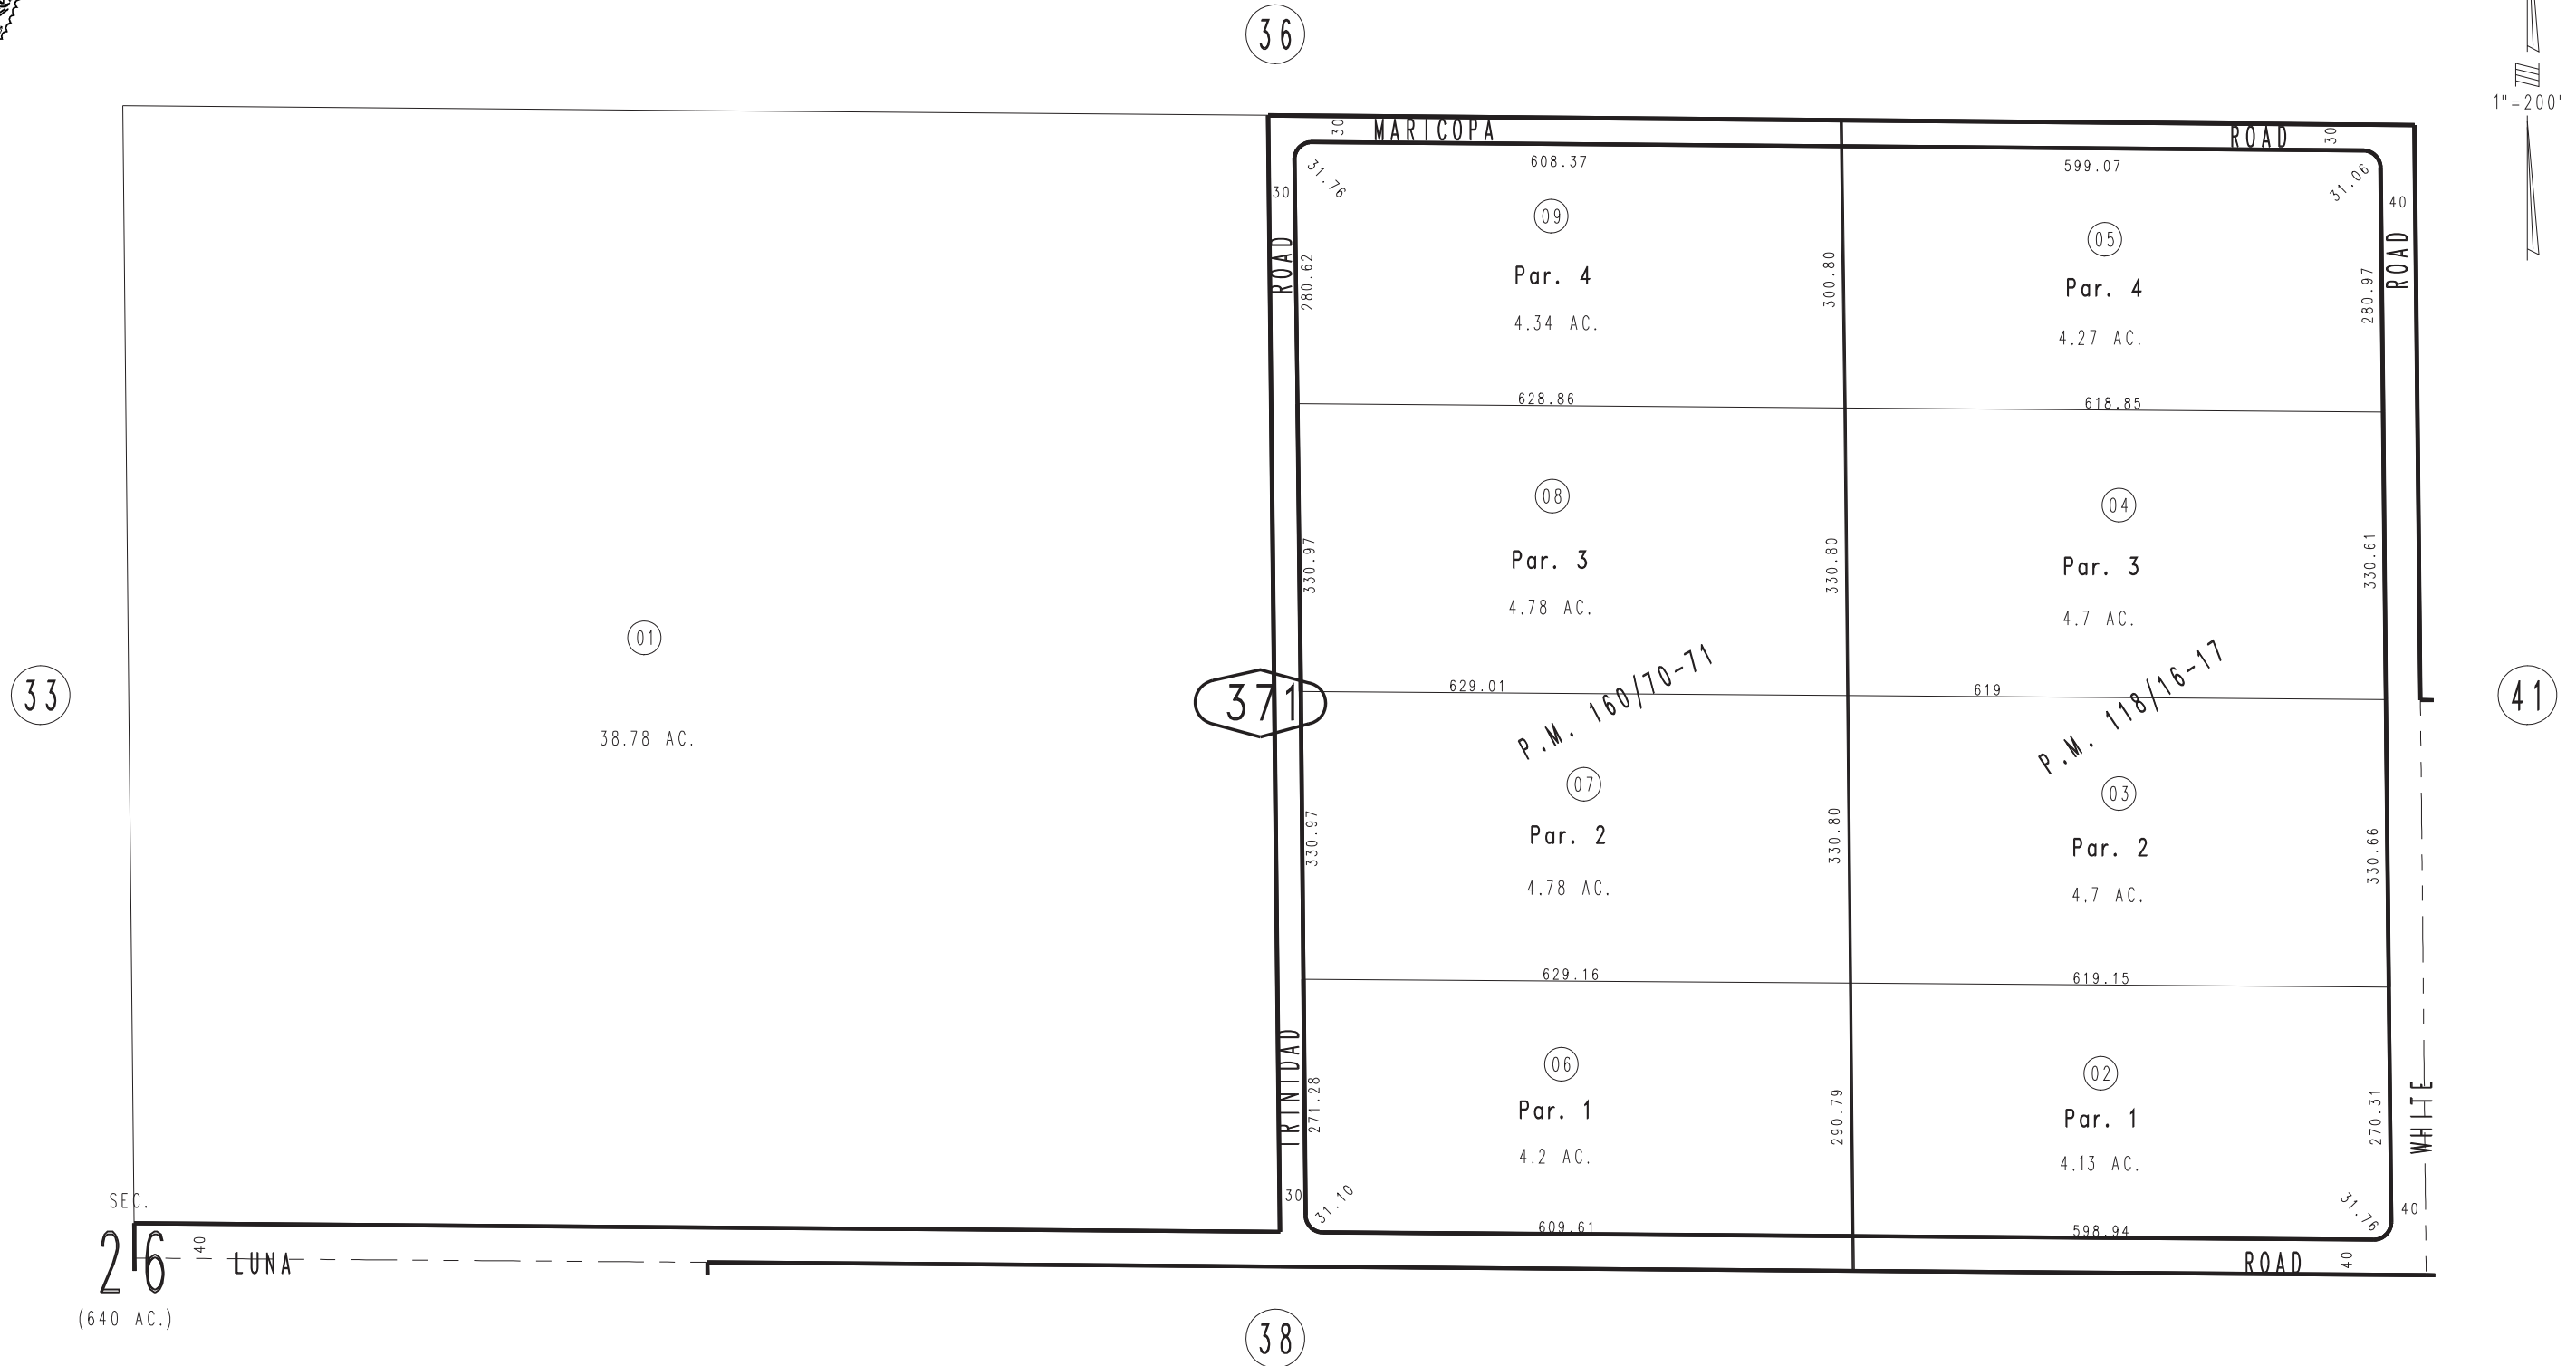 36
1"=200'
MARICOPA ROAD
30
30
608.37
599.07
31.76
31.06
30
40
09
05
ROAD
ROAD
280.62
300.80
280.97
Par. 4
Par. 4
4.34 AC.
4.27 AC.
628.86
618.85
08
04
330.97
330.80
330.61
Par. 3
Par. 3
4.78 AC.
4.7 AC.
01
33
371
41
629.01
619
P.M. 160/70-71
P.M. 118/16-17
38.78 AC.
07
03
330.97
330.80
330.66
Par. 2
Par. 2
4.78 AC.
4.7 AC.
629.16
619.15
06
02
TRINIDAD
WHITE
271.28
290.79
270.31
Par. 1
Par. 1
4.2 AC.
4.13 AC.
SEC.
30
31.10
31.76
40
609.61
598.94
26
40
LUNA ROAD
40
(640 AC.)
38